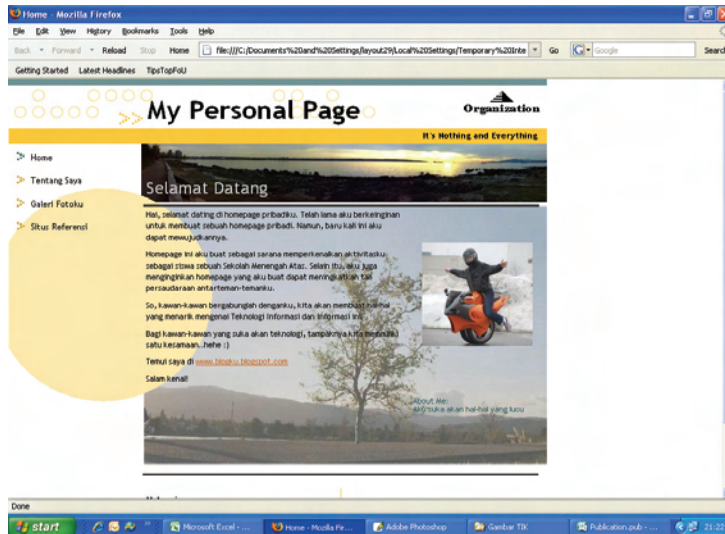 Home - Mozilla Firefox
File Edit View History Bookmarks Tools Help
Back Forward Reload Stop Home file:///C:/Documents%20and%20Settings/layout29/Local%20Settings/Temporary%20Inte Go Google Search
Getting Started Latest Headlines TipsTopFoU
>> My Personal Page
Organization
It's Nothing and Everything
Home
Tentang Saya
Galeri Fotoku
Situs Referensi
Selamat Datang
Hai, selamat dating di homepage pribadiku. Telah lama aku berkeinginan
untuk membuat sebuah homepage pribadi. Namun, baru kali ini aku
dapat mewujudkannya.
Homepage ini aku buat sebagai sarana memperkenalkan aktivitasku
sebagai siswa sebuah Sekolah Menengah Atas. Selain itu, aku juga
menginginkan homepage yang aku buat dapat meningkatkan tali
persaudaraan antarteman-temanku.
So, kawan-kawan bergabunglah denganku, kita akan membuat hal-hal
yang menarik mengenai Teknologi Informasi dan Informasi ini
Bagi kawan-kawan yang suka akan teknologi, tampaknya kita memiliki
satu kesamaan..hehe :)
Temui saya di www.blogku.blogspot.com
Salam kenal!
About Me:
Aku suka akan hal-hal yang lucu
Done
start Microsoft Excel - ... Home - Mozilla Fir... Adobe Photoshop Gambar TIK Publication.pub - ... 21:22